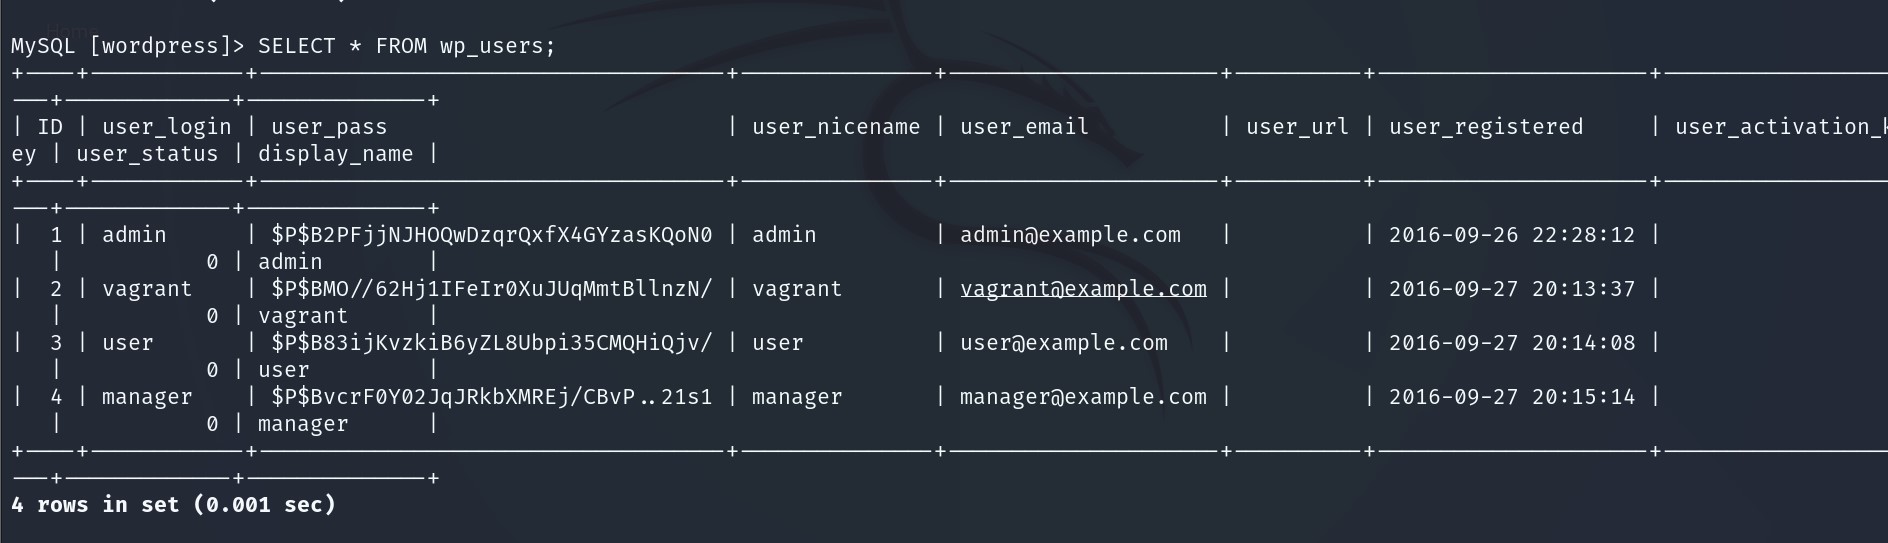 MySQL [wordpress]> SELECT * FROM wp_users;
+----+------------+------------------------------------+---------------+---------------------+----------+---------------------+-----------------
---+-------------+--------------+
| ID | user_login | user_pass                          | user_nicename | user_email          | user_url | user_registered     | user_activation_k
ey | user_status | display_name |
+----+------------+------------------------------------+---------------+---------------------+----------+---------------------+-----------------
---+-------------+--------------+
|  1 | admin      | $P$B2PFjjNJHOQwDzqrQxfX4GYzasKQoN0 | admin         | admin@example.com   |          | 2016-09-26 22:28:12 |
   |           0 | admin        |
|  2 | vagrant    | $P$BMO//62Hj1IFeIr0XuJUqMmtBllnzN/ | vagrant       | vagrant@example.com |          | 2016-09-27 20:13:37 |
   |           0 | vagrant      |
|  3 | user       | $P$B83ijKvzkiB6yZL8Ubpi35CMQHiQjv/ | user          | user@example.com    |          | 2016-09-27 20:14:08 |
   |           0 | user         |
|  4 | manager    | $P$BvcrF0Y02JqJRkbXMREj/CBvP..21s1 | manager       | manager@example.com |          | 2016-09-27 20:15:14 |
   |           0 | manager      |
+----+------------+------------------------------------+---------------+---------------------+----------+---------------------+-----------------
---+-------------+--------------+
4 rows in set (0.001 sec)